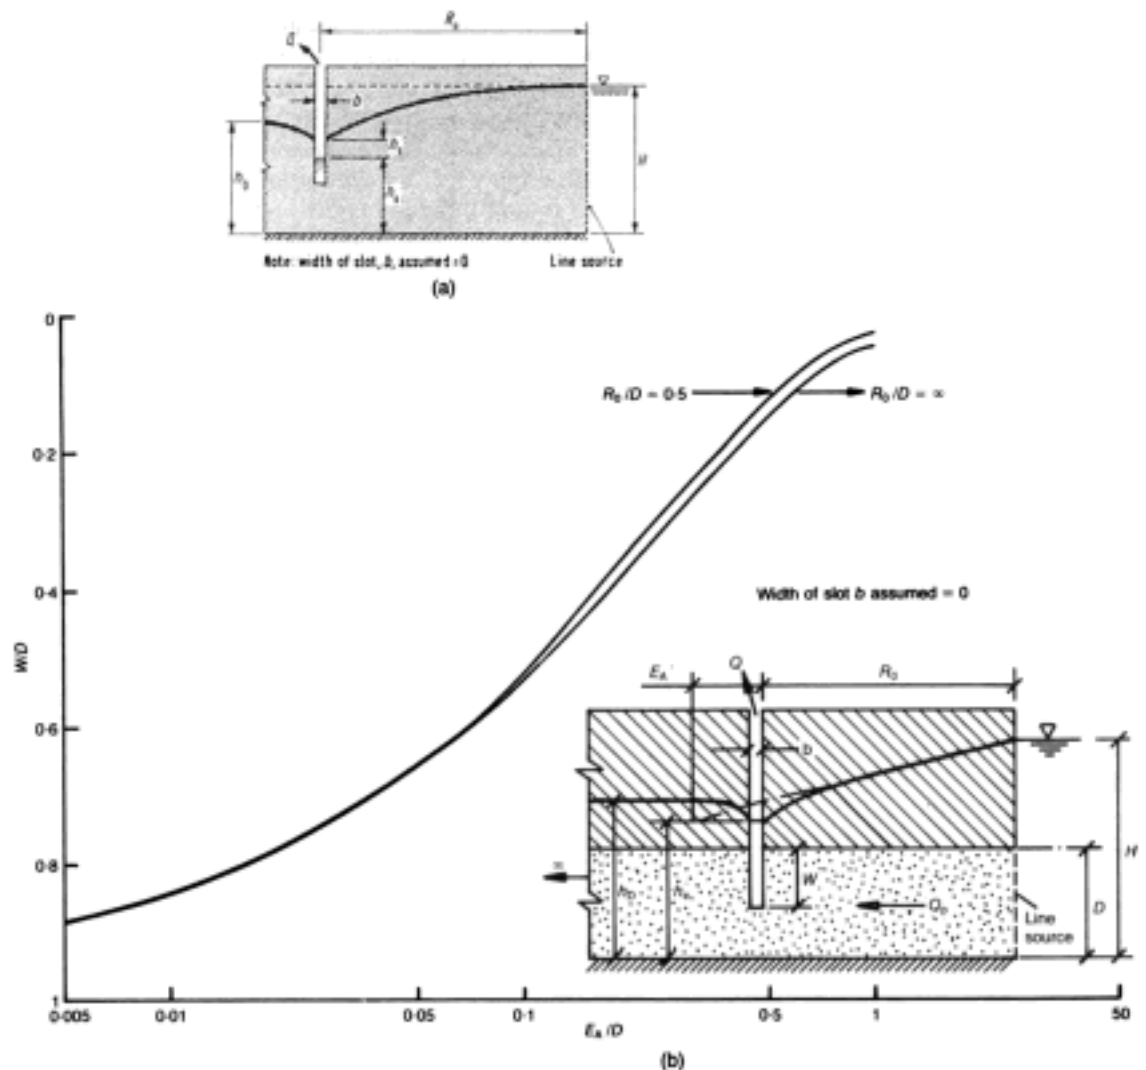 R₀
Q
b
hₛ
H
h₀
Note: width of slot, b, assumed = 0
Line source
(a)
0
R₀/D = 0·5
R₀/D = ∞
0·2
0·4
Width of slot b assumed = 0
W/D
0·6
0·8
1
Eₐ
Q
R₀
b
∞
W
H
D
Line
source
0·005
0·01
0·05
0·1
0·5
1
50
Eₐ/D
(b)